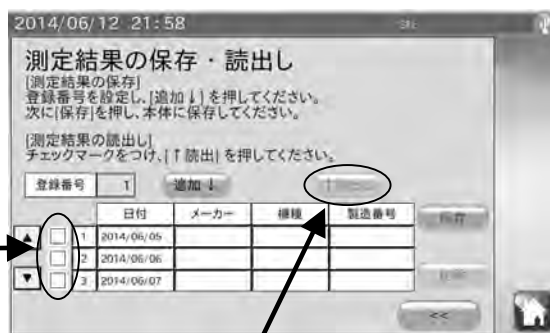 2014/06/12 21:58
測定結果の保存・読出し
[測定結果の保存]
登録番号を設定し、[追加↓]を押してください。
次に[保存]を押し、本体に保存してください。
[測定結果の読出し]
チェックマークをつけ、[↑読出]を押してください。
登録番号 1 追加↓
日付 メーカー 機種 製造番号 保存
▲ 1 2014/06/05
2 2014/06/06
▼ 3 2014/06/07
<<